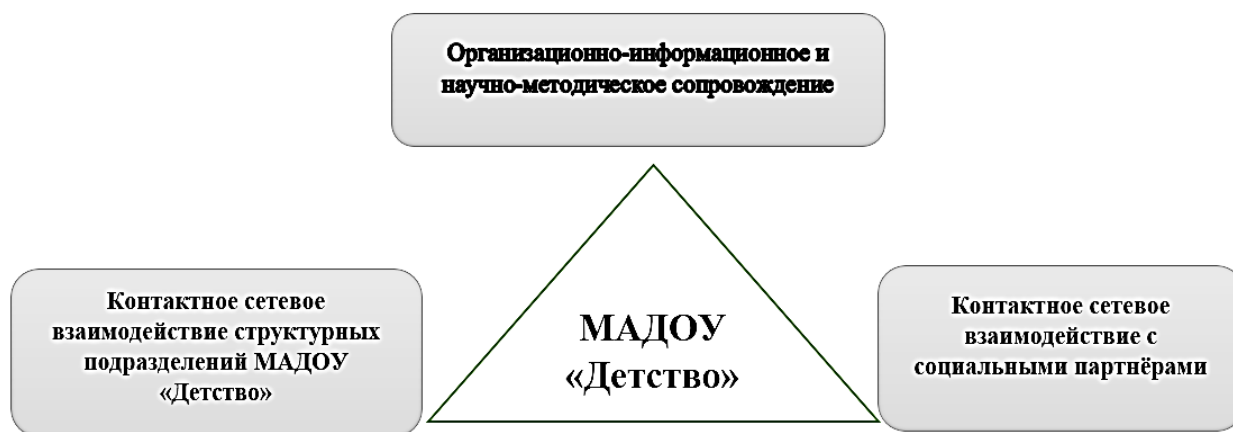 Организационно-информационное и
научно-методическое сопровождение
Контактное сетевое
взаимодействие структурных
подразделений МАДОУ
«Детство»
МАДОУ
«Детство»
Контактное сетевое
взаимодействие с
социальными партнёрами